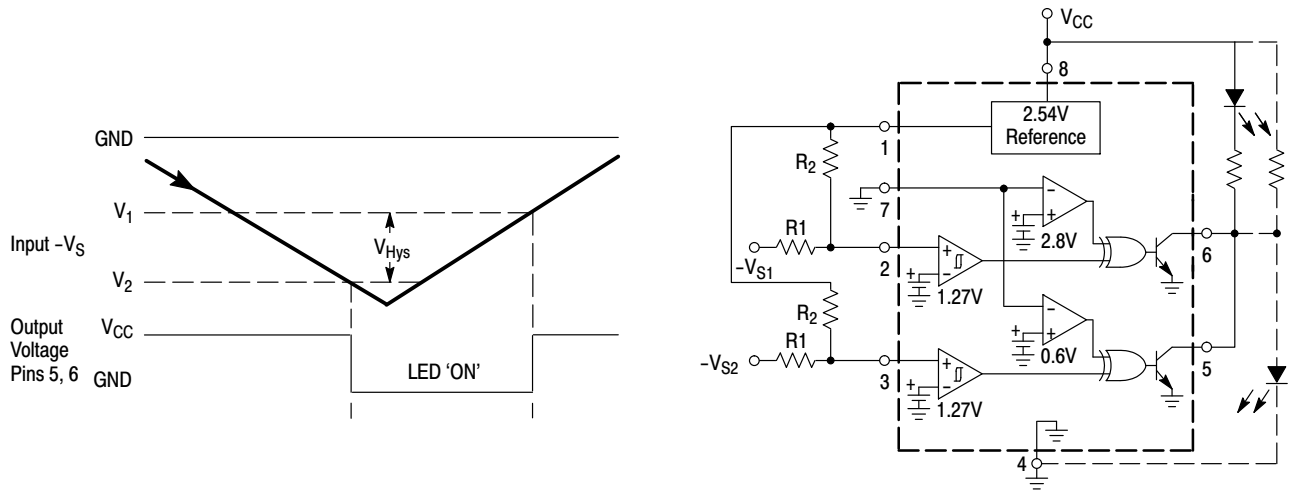 GND
V1
Input –VS
VHys
V2
Output
Voltage
Pins 5, 6
VCC
GND
LED ‘ON’
VCC
8
2.54V
Reference
1
R2
7
2.8V
6
R1
–VS1
2
1.27V
R2
0.6V
5
R1
–VS2
3
1.27V
4